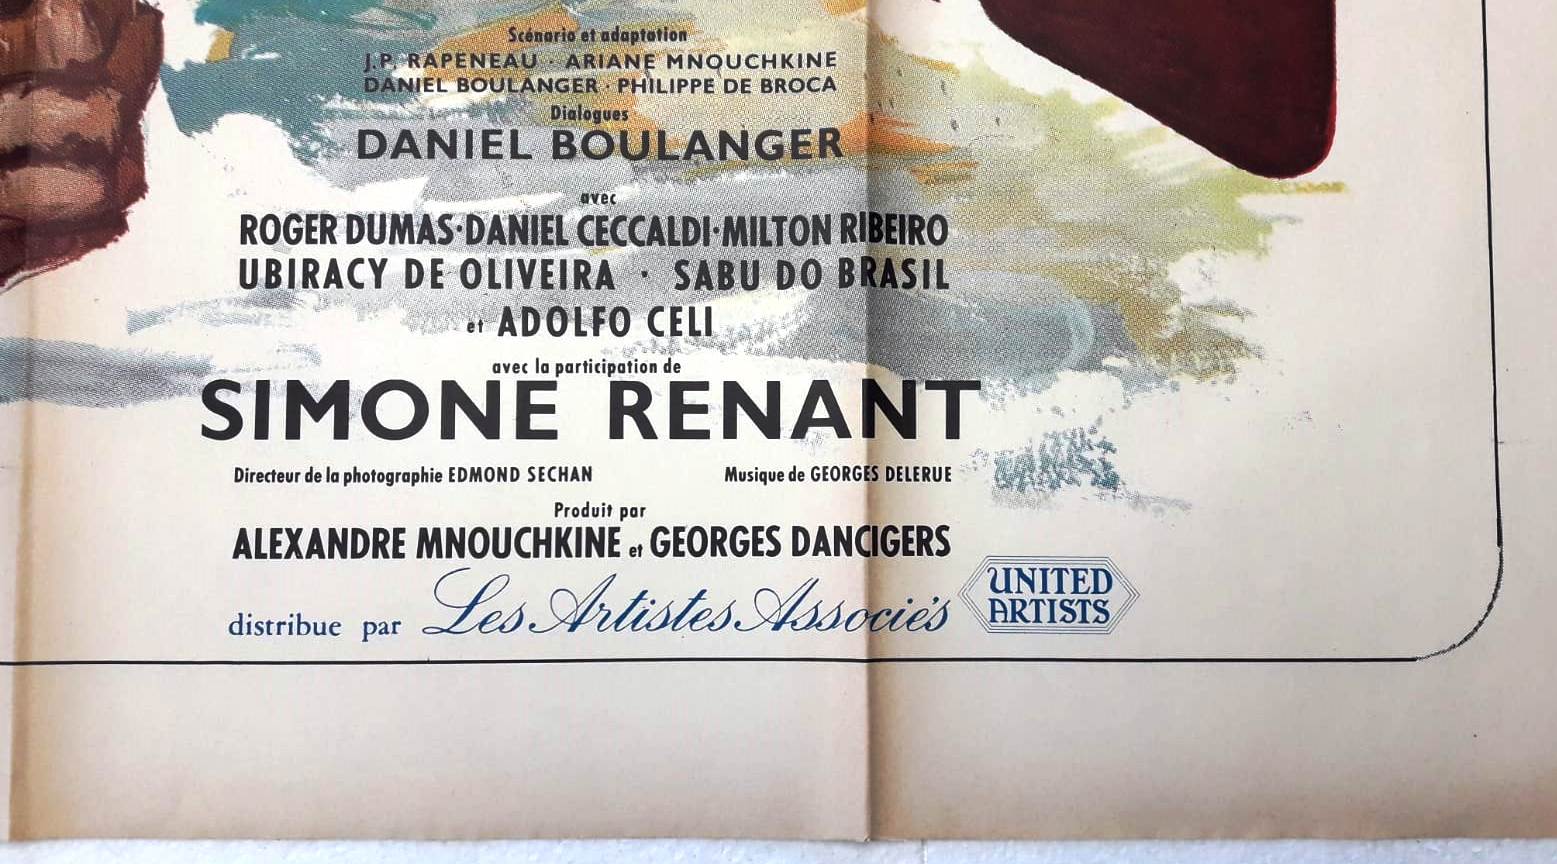 Scénario et adaptation
J.P. RAPENEAU · ARIANE MNOUCHKINE
DANIEL BOULANGER · PHILIPPE DE BROCA
Dialogues
DANIEL BOULANGER
avec
ROGER DUMAS·DANIEL CECCALDI·MILTON RIBEIRO
UBIRACY DE OLIVEIRA · SABU DO BRASIL
et ADOLFO CELI
avec la participation de
SIMONE RENANT
Directeur de la photographie EDMOND SECHAN Musique de GEORGES DELERUE
Produit par
ALEXANDRE MNOUCHKINE et GEORGES DANCIGERS
distribue par Les Artistes Associés
UNITED
ARTISTS